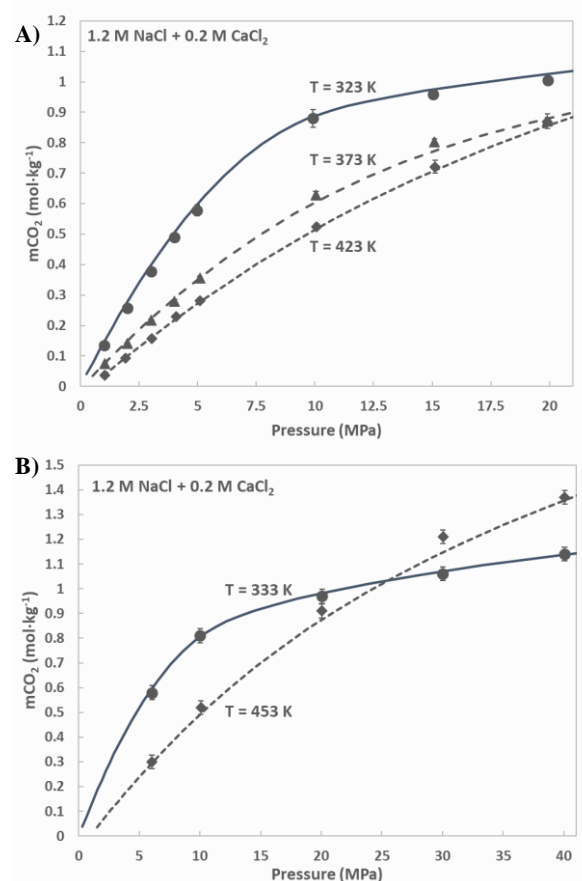 A)
1.2 M NaCl + 0.2 M CaCl₂
mCO₂ (mol·kg⁻¹)
1.2
1.1
1
0.9
0.8
0.7
0.6
0.5
0.4
0.3
0.2
0.1
0
T = 323 K
T = 373 K
T = 423 K
0 2.5 5 7.5 10 12.5 15 17.5 20
Pressure (MPa)
B)
1.2 M NaCl + 0.2 M CaCl₂
mCO₂ (mol·kg⁻¹)
1.5
1.4
1.3
1.2
1.1
1
0.9
0.8
0.7
0.6
0.5
0.4
0.3
0.2
0.1
0
T = 333 K
T = 453 K
0 5 10 15 20 25 30 35 40
Pressure (MPa)